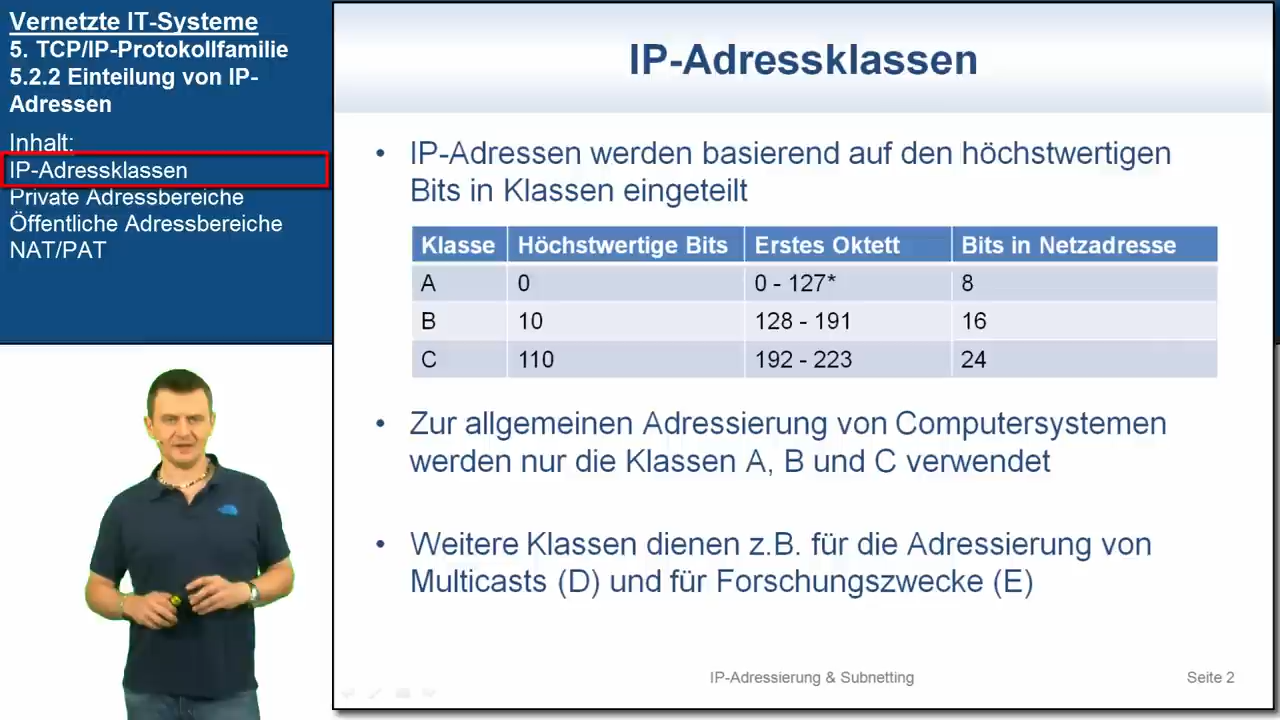 Vernetzte IT-Systeme
5. TCP/IP-Protokollfamilie
5.2.2 Einteilung von IP-
Adressen
Inhalt:
IP-Adressklassen
Private Adressbereiche
Öffentliche Adressbereiche
NAT/PAT
IP-Adressklassen
• IP-Adressen werden basierend auf den höchstwertigen
Bits in Klassen eingeteilt
Klasse Höchstwertige Bits Erstes Oktett Bits in Netzadresse
A 0 0 - 127* 8
B 10 128 - 191 16
C 110 192 - 223 24
• Zur allgemeinen Adressierung von Computersystemen
werden nur die Klassen A, B und C verwendet
• Weitere Klassen dienen z.B. für die Adressierung von
Multicasts (D) und für Forschungszwecke (E)
IP-Adressierung & Subnetting Seite 2